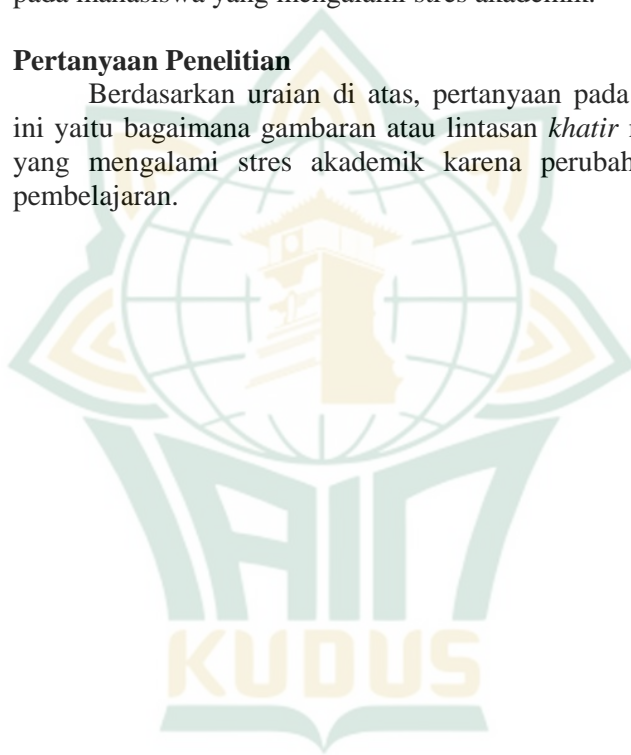 pada mahasiswa yang mengalami stres akademik.
Pertanyaan Penelitian
Berdasarkan uraian di atas, pertanyaan pada
ini yaitu bagaimana gambaran atau lintasan khatir
yang mengalami stres akademik karena
pembelajaran.
IAIN
KUDUS